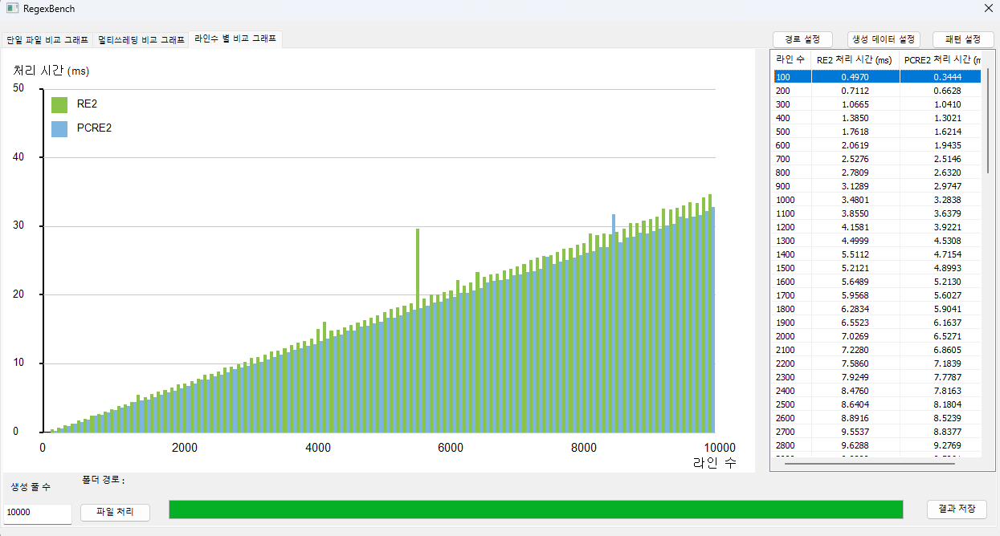 RegexBench
단일 파일 비교 그래프 멀티쓰레딩 비교 그래프 라인수 별 비교 그래프
경로 설정 생성 데이터 설정 패턴 설정
처리 시간 (ms)
50
RE2
PCRE2
40
30
20
10
0
0 2000 4000 6000 8000 10000
라인 수
라인 수 RE2 처리 시간 (ms) PCRE2 처리 시간 (m
100 0.4970 0.3444
200 0.7112 0.6628
300 1.0665 1.0410
400 1.3850 1.3021
500 1.7618 1.6214
600 2.0619 1.9435
700 2.5276 2.5146
800 2.7809 2.6320
900 3.1289 2.9747
1000 3.4801 3.2838
1100 3.8550 3.6379
1200 4.1581 3.9221
1300 4.4999 4.5308
1400 5.5112 4.7154
1500 5.2121 4.8993
1600 5.6489 5.2130
1700 5.9568 5.6027
1800 6.2834 5.9041
1900 6.5523 6.1637
2000 7.0269 6.5271
2100 7.2280 6.8605
2200 7.5860 7.1839
2300 7.9249 7.7787
2400 8.4760 7.8163
2500 8.6404 8.1804
2600 8.8916 8.5239
2700 9.5537 8.8377
2800 9.6288 9.2769
생성 풀 수
폴더 경로 :
10000
파일 처리
결과 저장